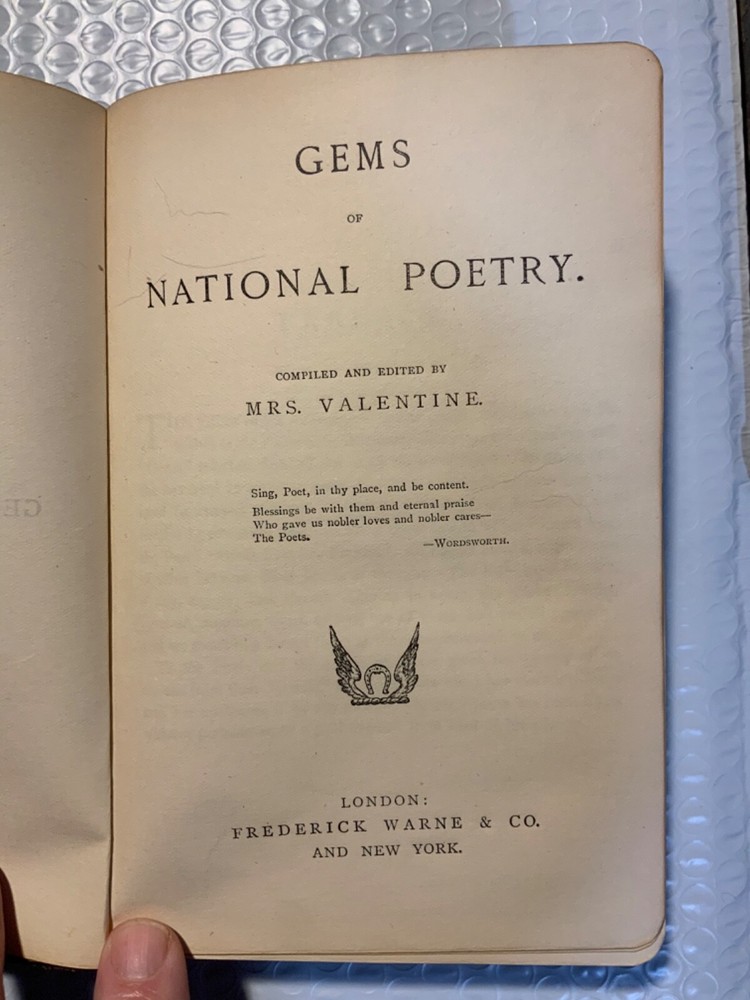 GEMS
OF
NATIONAL POETRY.
COMPILED AND EDITED BY
MRS. VALENTINE.
Sing, Poet, in thy place, and be content.
Blessings be with them and eternal praise
Who gave us nobler loves and nobler cares—
The Poets.
—WORDSWORTH.
LONDON:
FREDERICK WARNE & CO.
AND NEW YORK.